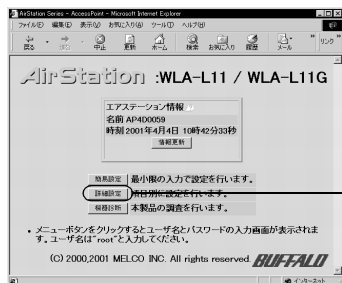 AirStation Series - AccessPoint - Microsoft Internet Explorer
ファイル(F) 編集(E) 表示(V) お気に入り(A) ツール(T) ヘルプ(H)
戻る 中止 更新 ホーム 検索 お気に入り 履歴 メール リンク
AirStation :WLA-L11 / WLA-L11G
エアステーション情報
名前 AP4D0059
時刻 2001年4月4日 10時42分33秒
情報更新
簡易設定 最小限の入力で設定を行います。
詳細設定 項目別に設定を行います。
機器診断 本製品の調査を行います。
• メニューボタンをクリックするとユーザ名とパスワードの入力画面が表示されます。ユーザ名は"root"と入力してください。
(C) 2000,2001 MELCO INC. All rights reserved. BUFFALO
インターネット